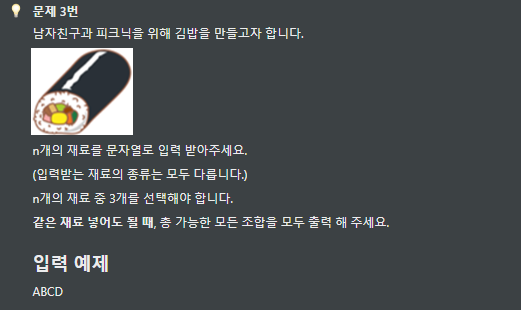 문제 3번
남자친구과 피크닉을 위해 김밥을 만들고자 합니다.
n개의 재료를 문자열로 입력 받아주세요.
(입력받는 재료의 종류는 모두 다릅니다.)
n개의 재료 중 3개를 선택해야 합니다.
같은 재료 넣어도 될 때, 총 가능한 모든 조합을 모두 출력 해 주세요.
입력 예제
ABCD